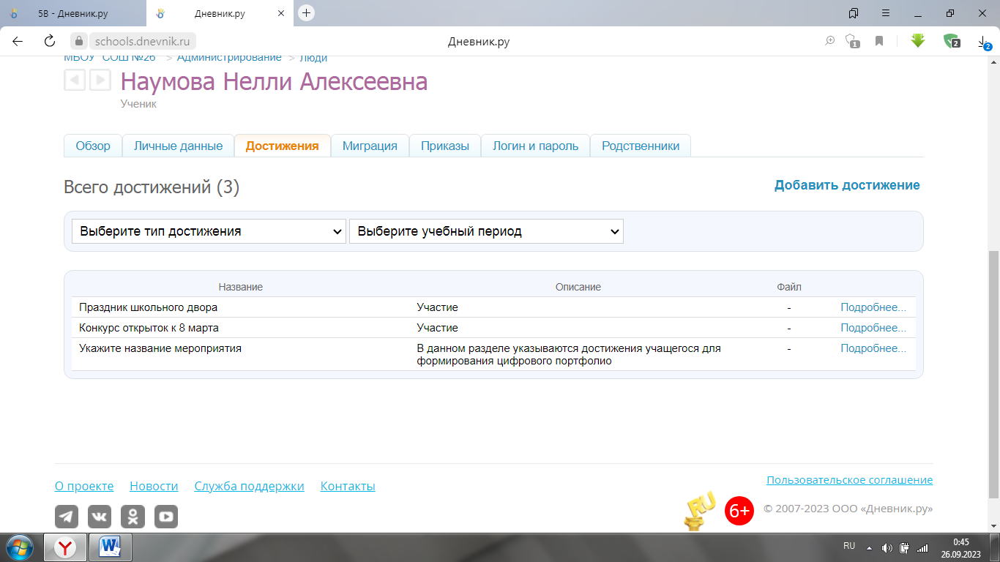 5В - Дневник.ру
Дневник.ру
schools.dnevnik.ru
Дневник.ру
1
2
2
МБОУ "СОШ №26" > Администрирование > Люди
Наумова Нелли Алексеевна
Ученик
Обзор Личные данные Достижения Миграция Приказы Логин и пароль Родственники
Всего достижений (3)
Добавить достижение
Выберите тип достижения Выберите учебный период
Название Описание Файл
Праздник школьного двора Участие - Подробнее...
Конкурс открыток к 8 марта Участие - Подробнее...
Укажите название мероприятия В данном разделе указываются достижения учащегося для - Подробнее...
формирования цифрового портфолио
О проекте Новости Служба поддержки Контакты
Пользовательское соглашение
RU
6+
© 2007-2023 ООО «Дневник.ру»
RU
0:45
26.09.2023